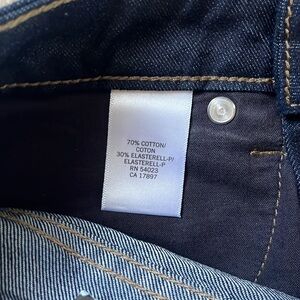 70% COTTON/
COTON
30% ELASTERELL-P/
ELASTERELL-P
RN 54023
CA 17897